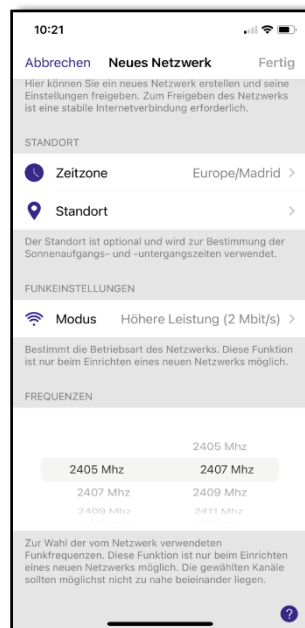 10:21
Abbrechen Neues Netzwerk Fertig
Hier können Sie ein neues Netzwerk erstellen und seine
Einstellungen freigeben. Zum Freigeben des Netzwerks
ist eine stabile Internetverbindung erforderlich.
STANDORT
Zeitzone Europe/Madrid >
Standort >
Der Standort ist optional und wird zur Bestimmung der
Sonnenaufgangs- und -untergangszeiten verwendet.
FUNKEINSTELLUNGEN
Modus Höhere Leistung (2 Mbit/s) >
Bestimmt die Betriebsart des Netzwerks. Diese Funktion
ist nur beim Einrichten eines neuen Netzwerks möglich.
FREQUENZEN
2405 Mhz
2405 Mhz 2407 Mhz
2407 Mhz 2409 Mhz
2409 Mhz 2411 Mhz
Zur Wahl der vom Netzwerk verwendeten
Funkfrequenzen. Diese Funktion ist nur beim Einrichten
eines neuen Netzwerks möglich. Die gewählten Kanäle
sollten möglichst nicht zu nahe beieinander liegen.
?